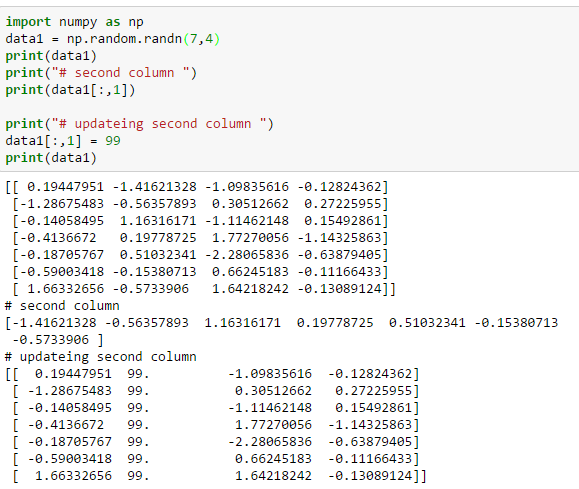 import numpy as np
data1 = np.random.randn(7,4)
print(data1)
print("# second column ")
print(data1[:,1])
print("# updateing second column ")
data1[:,1] = 99
print(data1)
[[ 0.19447951 -1.41621328 -1.09835616 -0.12824362]
 [-1.28675483 -0.56357893  0.30512662  0.27225955]
 [-0.14058495  1.16316171 -1.11462148  0.15492861]
 [-0.4136672   0.19778725  1.77270056 -1.14325863]
 [-0.18705767  0.51032341 -2.28065836 -0.63879405]
 [-0.59003418 -0.15380713  0.66245183 -0.11166433]
 [ 1.66332656 -0.5733906   1.64218242 -0.13089124]]
# second column
[-1.41621328 -0.56357893  1.16316171  0.19778725  0.51032341 -0.15380713
 -0.5733906 ]
# updateing second column
[[  0.19447951  99.          -1.09835616  -0.12824362]
 [ -1.28675483  99.           0.30512662   0.27225955]
 [ -0.14058495  99.          -1.11462148   0.15492861]
 [ -0.4136672   99.           1.77270056  -1.14325863]
 [ -0.18705767  99.          -2.28065836  -0.63879405]
 [ -0.59003418  99.           0.66245183  -0.11166433]
 [  1.66332656  99.           1.64218242  -0.13089124]]